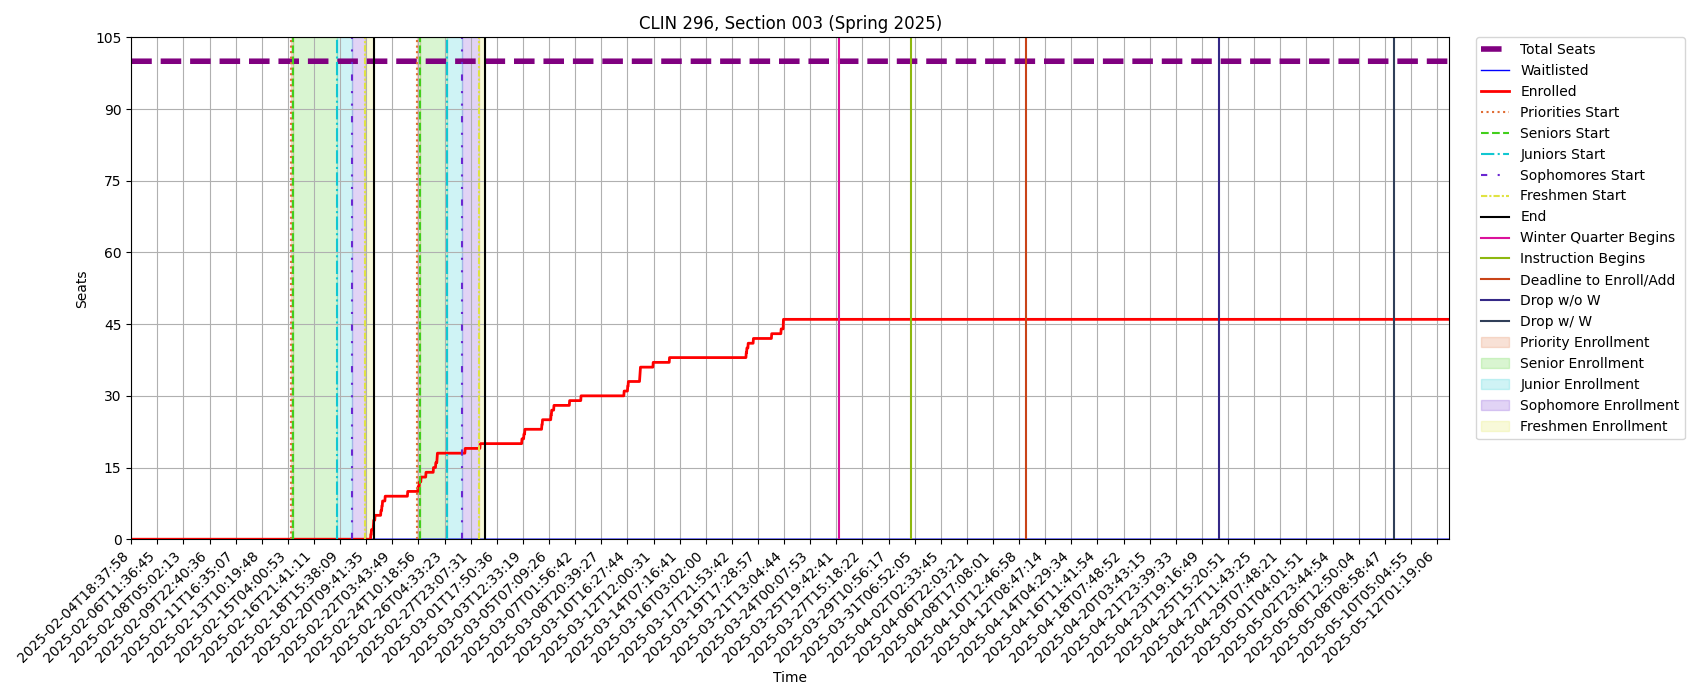 CLIN 296, Section 003 (Spring 2025)
105
90
75
60
45
30
15
0
Seats
2025-02-04T18:37:58
2025-02-06T11:36:45
2025-02-08T05:02:13
2025-02-09T22:40:36
2025-02-11T16:35:07
2025-02-13T10:19:48
2025-02-15T04:00:53
2025-02-16T21:41:11
2025-02-18T15:38:09
2025-02-20T09:41:35
2025-02-22T03:43:49
2025-02-24T10:18:56
2025-02-26T04:33:23
2025-02-27T23:07:31
2025-03-01T17:50:36
2025-03-03T12:33:19
2025-03-05T07:09:26
2025-03-07T01:56:42
2025-03-08T20:39:27
2025-03-10T16:27:44
2025-03-12T12:00:31
2025-03-14T07:16:41
2025-03-16T03:02:00
2025-03-17T21:53:42
2025-03-19T17:28:57
2025-03-21T13:04:44
2025-03-24T00:07:53
2025-03-25T19:42:41
2025-03-27T15:18:22
2025-03-29T10:56:17
2025-03-31T06:52:05
2025-04-02T02:33:45
2025-04-06T22:03:21
2025-04-08T17:08:01
2025-04-10T12:46:58
2025-04-12T08:47:14
2025-04-14T04:29:34
2025-04-16T11:41:54
2025-04-18T07:48:52
2025-04-20T03:43:15
2025-04-21T23:39:33
2025-04-23T19:16:49
2025-04-25T15:20:51
2025-04-27T11:43:25
2025-04-29T07:48:21
2025-05-01T04:01:51
2025-05-02T23:44:54
2025-05-06T12:50:04
2025-05-08T08:58:47
2025-05-10T05:04:55
2025-05-12T01:19:06
Time
Total Seats
Waitlisted
Enrolled
Priorities Start
Seniors Start
Juniors Start
Sophomores Start
Freshmen Start
End
Winter Quarter Begins
Instruction Begins
Deadline to Enroll/Add
Drop w/o W
Drop w/ W
Priority Enrollment
Senior Enrollment
Junior Enrollment
Sophomore Enrollment
Freshmen Enrollment